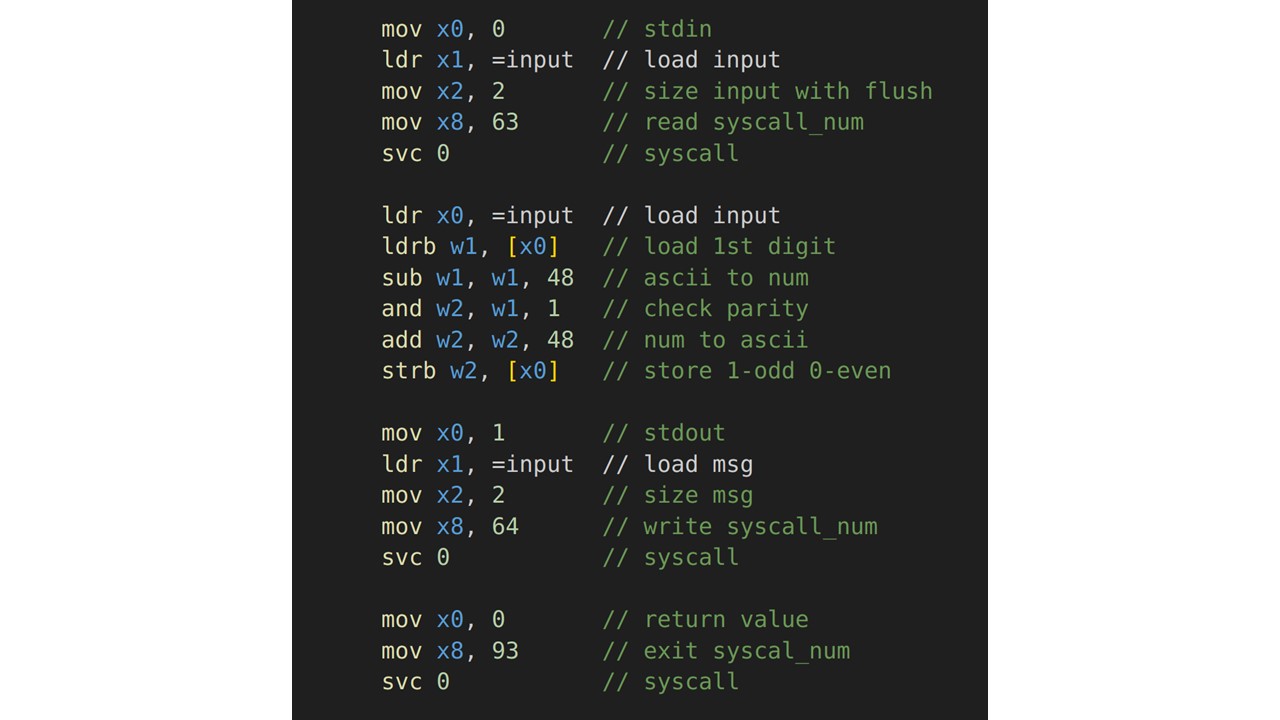 mov x0, 0       // stdin
ldr x1, =input  // load input
mov x2, 2       // size input with flush
mov x8, 63      // read syscall_num
svc 0           // syscall
ldr x0, =input  // load input
ldrb w1, [x0]   // load 1st digit
sub w1, w1, 48  // ascii to num
and w2, w1, 1   // check parity
add w2, w2, 48  // num to ascii
strb w2, [x0]   // store 1-odd 0-even
mov x0, 1       // stdout
ldr x1, =input  // load msg
mov x2, 2       // size msg
mov x8, 64      // write syscall_num
svc 0           // syscall
mov x0, 0       // return value
mov x8, 93      // exit syscal_num
svc 0           // syscall